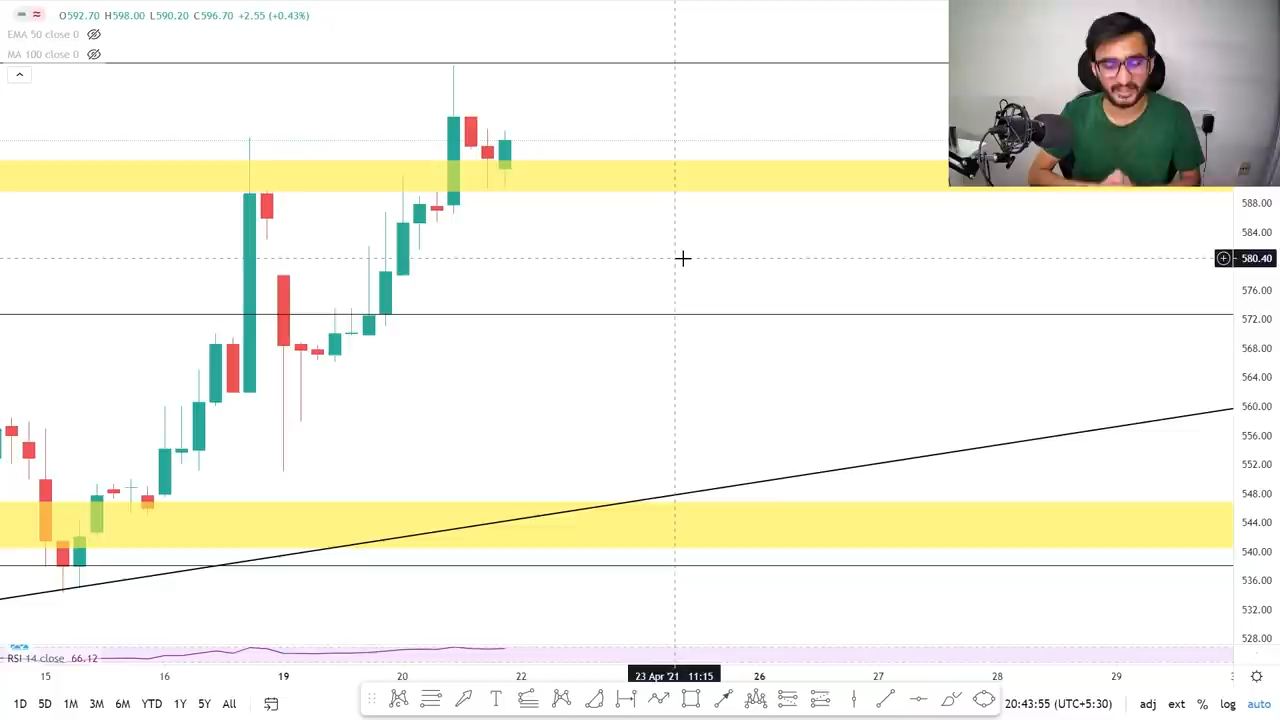 O592.70 H598.00 L590.20 C596.70 +2.55 (+0.43%)
EMA 50 close 0
MA 100 close 0
588.00
584.00
580.40
576.00
572.00
568.00
564.00
560.00
556.00
552.00
548.00
544.00
540.00
536.00
532.00
528.00
RSI 14 close 66.12
15 16 19 20 22 23 Apr '21 11:15 26 27 28 29
1D 5D 1M 3M 6M YTD 1Y 5Y All
20:43:55 (UTC+5:30) adj ext % log auto